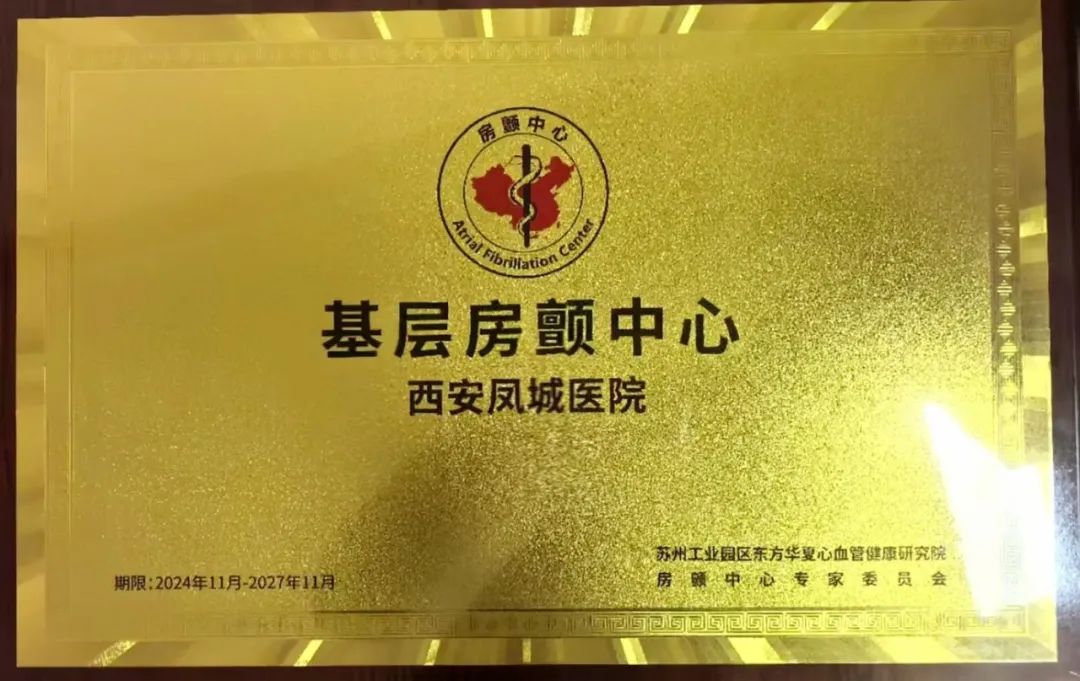 房颤中心
Atrial Fibrillation Center
基层房颤中心
西安凤城医院
苏州工业园区东方华夏心血管健康研究院
期限:2024年11月-2027年11月
房颤中心专家委员会